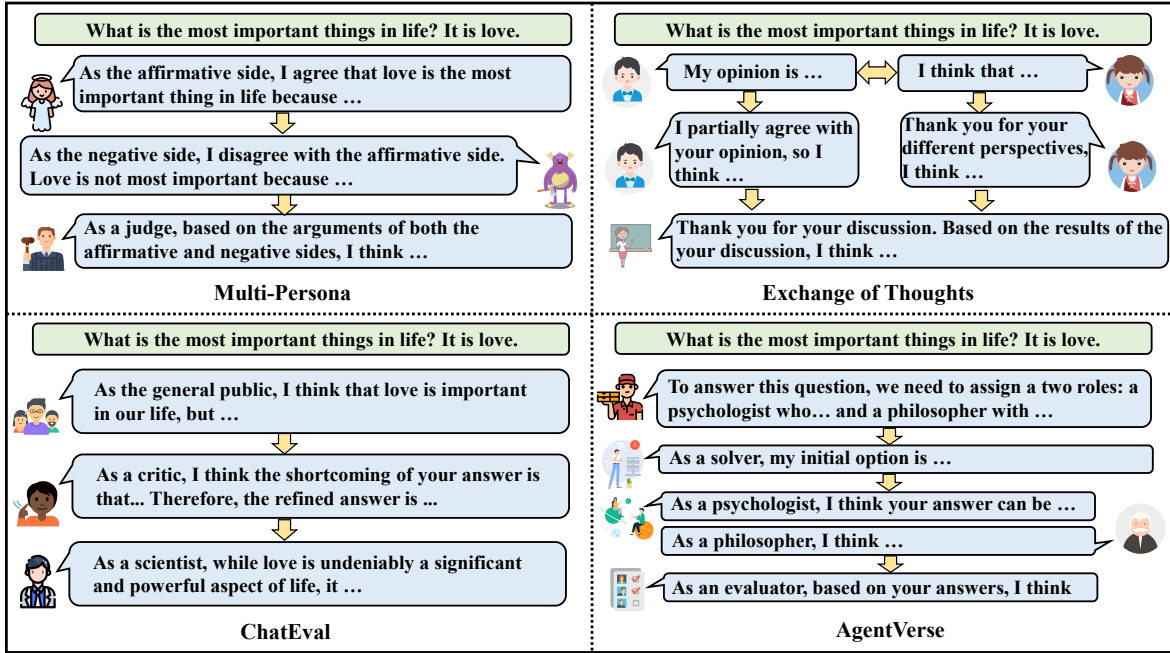 What is the most important things in life? It is love.
As the affirmative side, I agree that love is the most
important thing in life because …
As the negative side, I disagree with the affirmative side.
Love is not most important because …
As a judge, based on the arguments of both the
affirmative and negative sides, I think …
Multi-Persona
What is the most important things in life? It is love.
My opinion is …
I think that …
I partially agree with
your opinion, so I
think …
Thank you for your
different perspectives,
I think …
Thank you for your discussion. Based on the results of the
your discussion, I think …
Exchange of Thoughts
What is the most important things in life? It is love.
As the general public, I think that love is important
in our life, but …
As a critic, I think the shortcoming of your answer is
that... Therefore, the refined answer is ...
As a scientist, while love is undeniably a significant
and powerful aspect of life, it …
ChatEval
What is the most important things in life? It is love.
To answer this question, we need to assign a two roles: a
psychologist who… and a philosopher with …
As a solver, my initial option is …
As a psychologist, I think your answer can be …
As a philosopher, I think …
As an evaluator, based on your answers, I think
AgentVerse